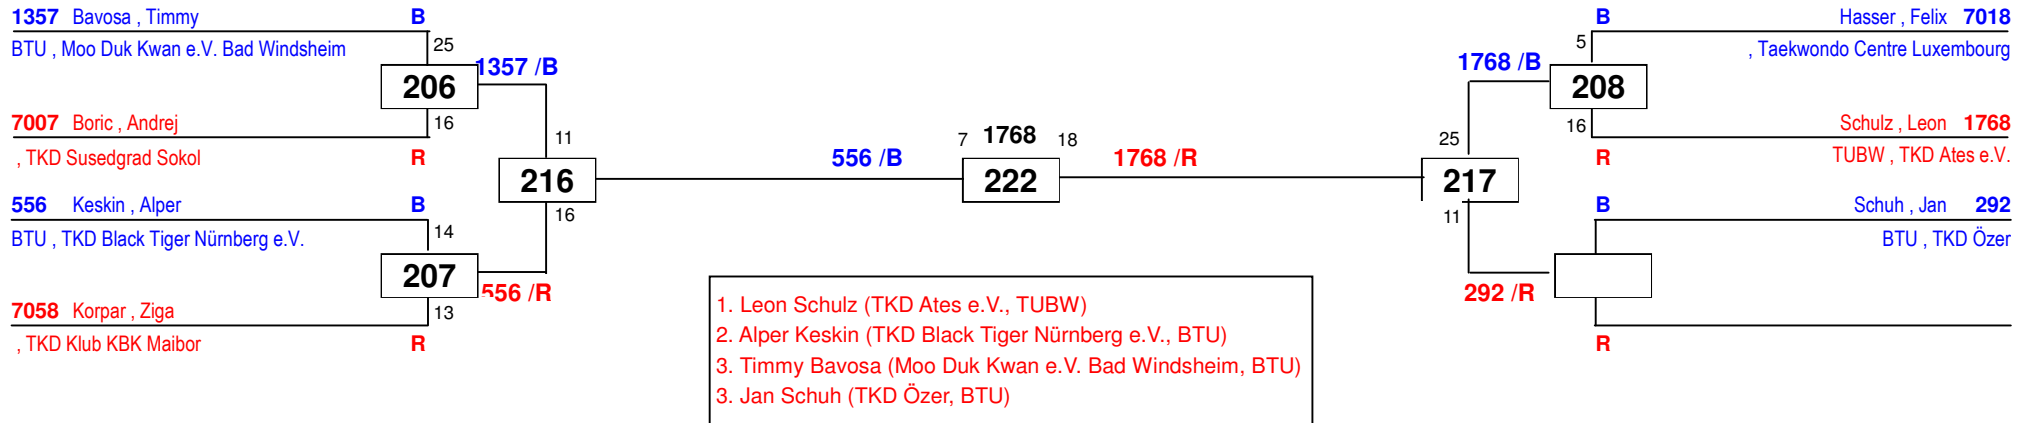 1357 Bavosa , Timmy B
25
BTU , Moo Duk Kwan e.V. Bad Windsheim
1357 /B
206
7007 Boric , Andrej
16
, TKD Susedgrad Sokol R
11
216
16
556 Keskin , Alper B
14
BTU , TKD Black Tiger Nürnberg e.V.
207
556 /R
7058 Korpar , Ziga
13
, TKD Klub KBK Maibor R
556 /B
7 1768 18
222
1768 /R
B Hasser , Felix 7018
5
, Taekwondo Centre Luxembourg
1768 /B
208
16
Schulz , Leon 1768
R TUBW , TKD Ates e.V.
25
217
11
B Schuh , Jan 292
BTU , TKD Özer
292 /R
R
1. Leon Schulz (TKD Ates e.V., TUBW)
2. Alper Keskin (TKD Black Tiger Nürnberg e.V., BTU)
3. Timmy Bavosa (Moo Duk Kwan e.V. Bad Windsheim, BTU)
3. Jan Schuh (TKD Özer, BTU)